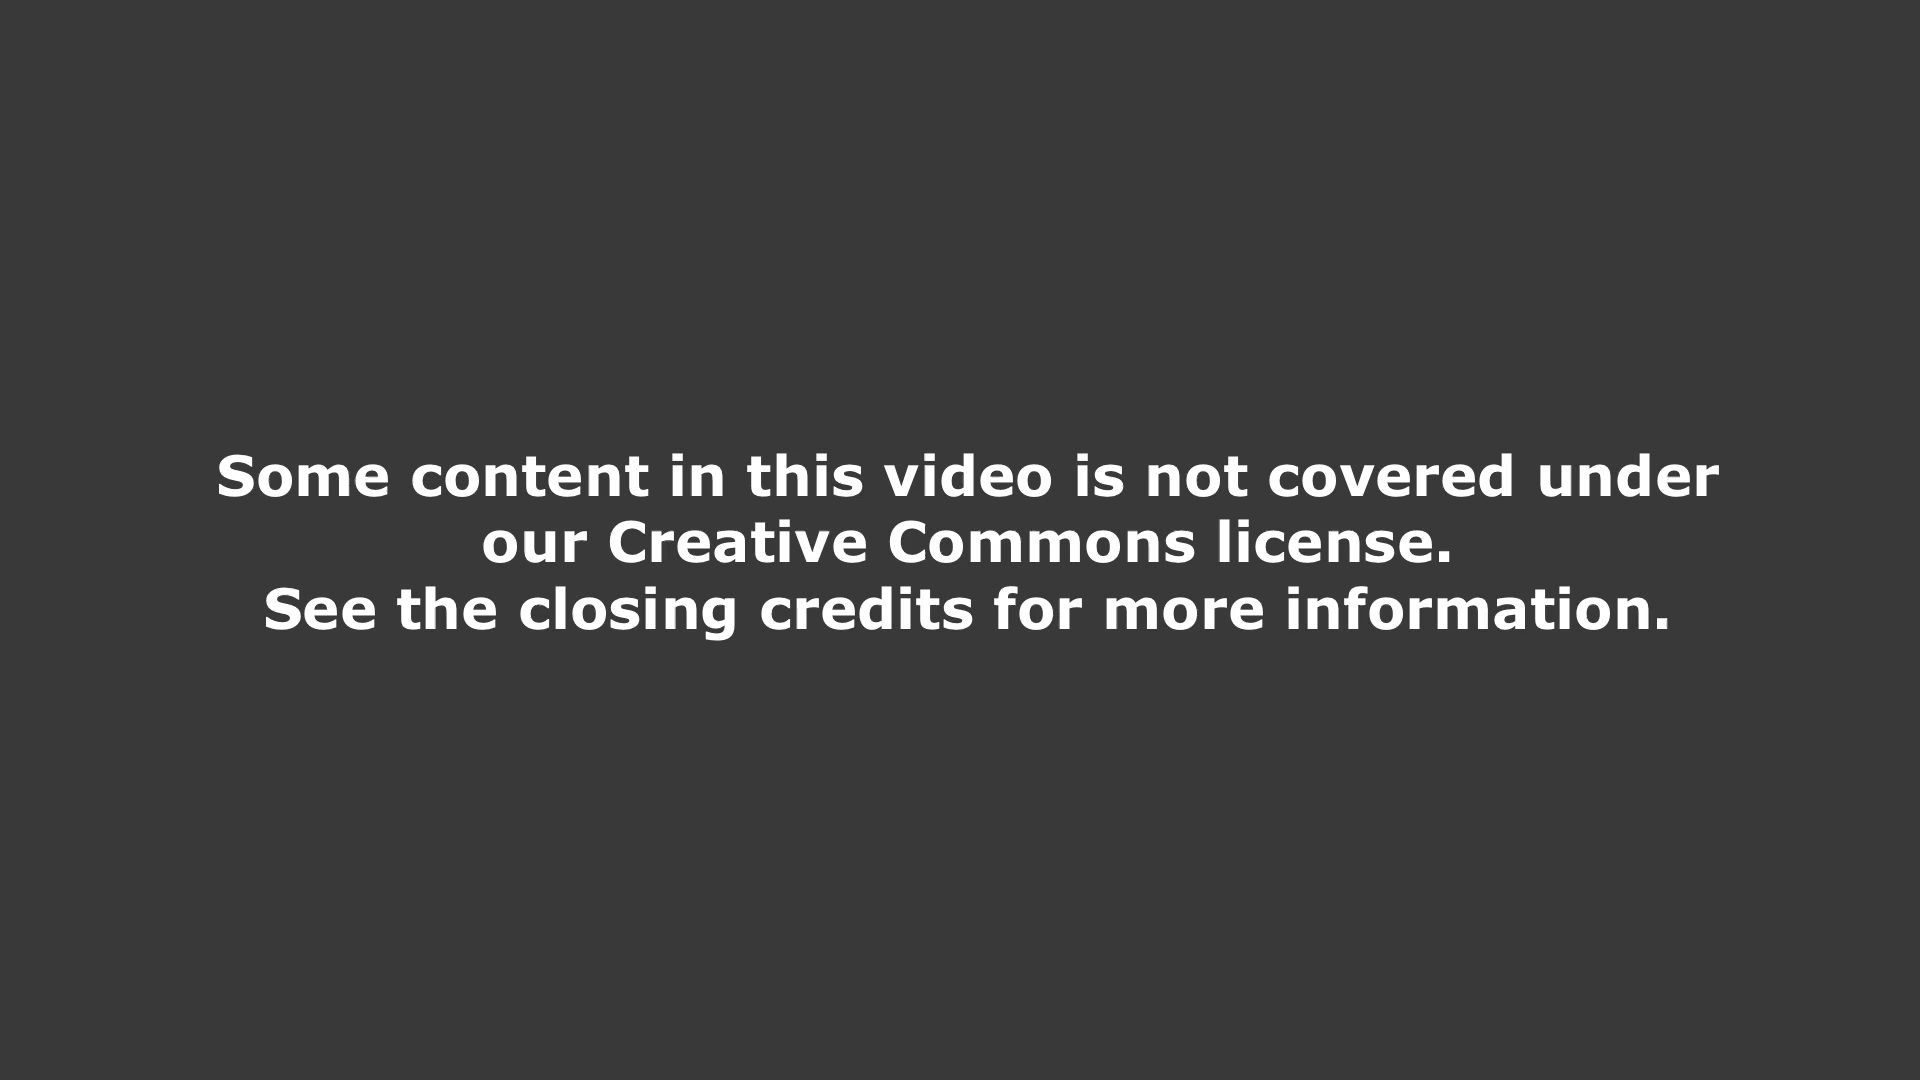 Some content in this video is not covered under
our Creative Commons license.
See the closing credits for more information.